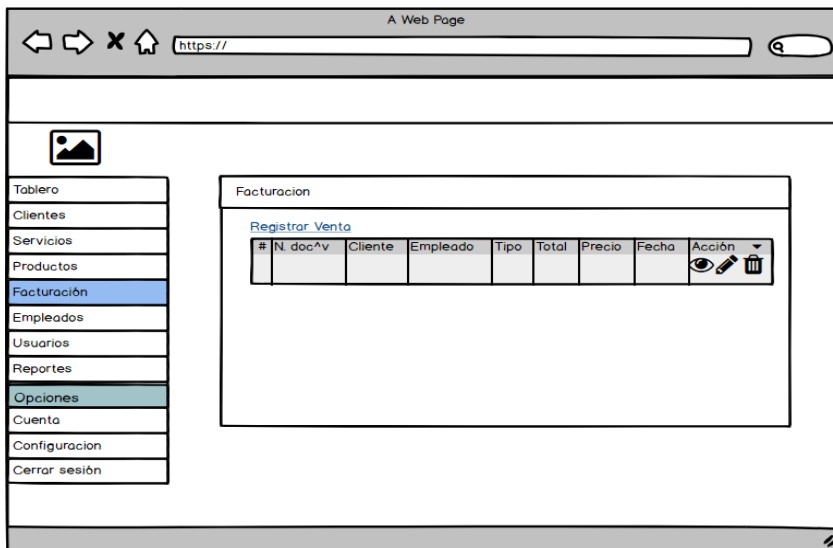 A Web Page
https://
Tablero
Clientes
Servicios
Productos
Facturación
Empleados
Usuarios
Reportes
Opciones
Cuenta
Configuracion
Cerrar sesión
Facturacion
Registrar Venta
# N. doc^v Cliente Empleado Tipo Total Precio Fecha Acción